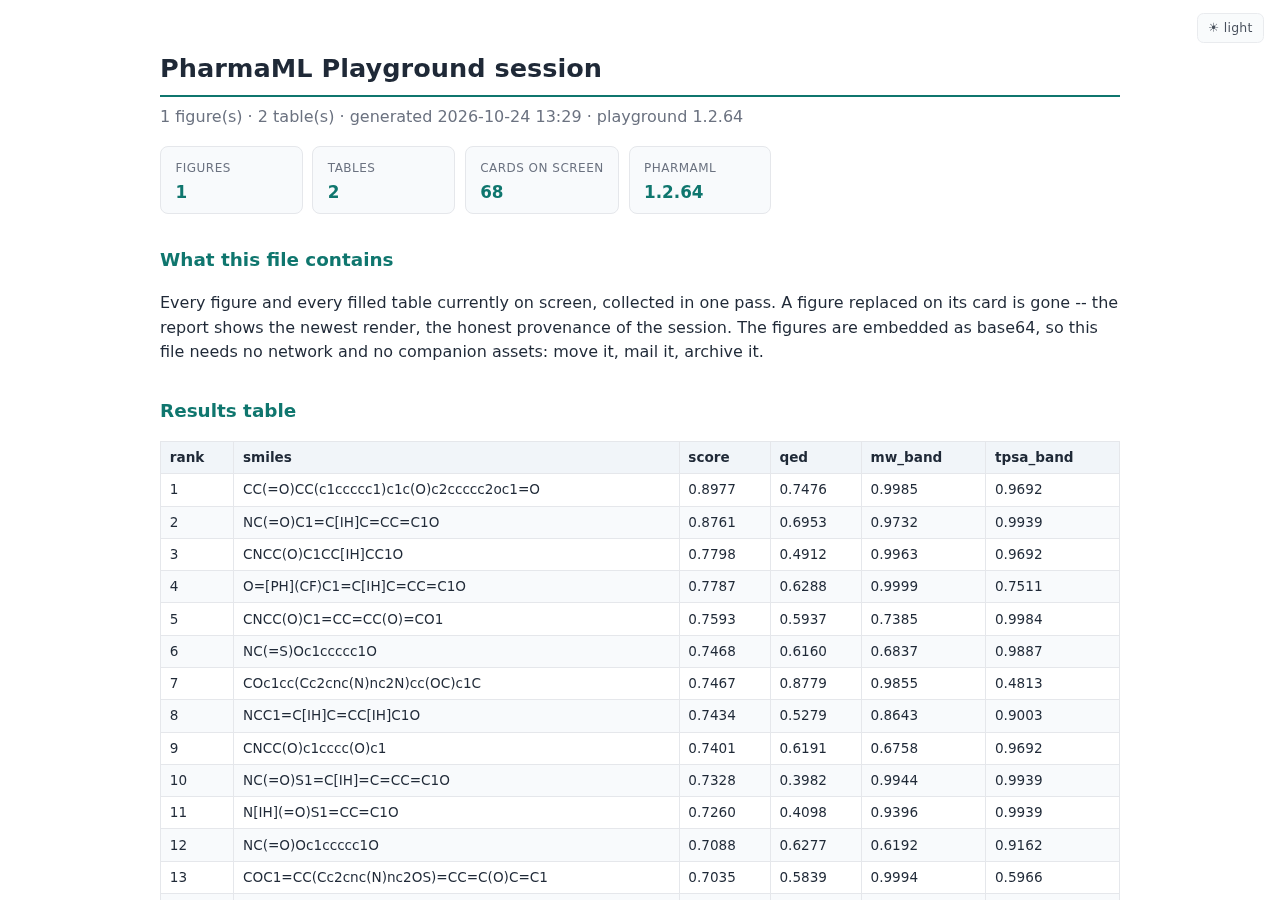 ☀ light
PharmaML Playground session
1 figure(s) · 2 table(s) · generated 2026-10-24 13:29 · playground 1.2.64
FIGURES
1
TABLES
2
CARDS ON SCREEN
68
PHARMAML
1.2.64
What this file contains
Every figure and every filled table currently on screen, collected in one pass. A figure replaced on its card is gone -- the
report shows the newest render, the honest provenance of the session. The figures are embedded as base64, so this
file needs no network and no companion assets: move it, mail it, archive it.
Results table
rank smiles score qed mw_band tpsa_band
1 CC(=O)CC(c1ccccc1)c1c(O)c2ccccc2oc1=O 0.8977 0.7476 0.9985 0.9692
2 NC(=O)C1=C[IH]C=CC=C1O 0.8761 0.6953 0.9732 0.9939
3 CNCC(O)C1CC[IH]CC1O 0.7798 0.4912 0.9963 0.9692
4 O=[PH](CF)C1=C[IH]C=CC=C1O 0.7787 0.6288 0.9999 0.7511
5 CNCC(O)C1=CC=CC(O)=CO1 0.7593 0.5937 0.7385 0.9984
6 NC(=S)Oc1ccccc1O 0.7468 0.6160 0.6837 0.9887
7 COc1cc(Cc2cnc(N)nc2N)cc(OC)c1C 0.7467 0.8779 0.9855 0.4813
8 NCC1=C[IH]C=CC[IH]C1O 0.7434 0.5279 0.8643 0.9003
9 CNCC(O)c1cccc(O)c1 0.7401 0.6191 0.6758 0.9692
10 NC(=O)S1=C[IH]=C=CC=C1O 0.7328 0.3982 0.9944 0.9939
11 N[IH](=O)S1=CC=C1O 0.7260 0.4098 0.9396 0.9939
12 NC(=O)Oc1ccccc1O 0.7088 0.6277 0.6192 0.9162
13 COC1=CC(Cc2cnc(N)nc2OS)=CC=C(O)C=C1 0.7035 0.5839 0.9994 0.5966